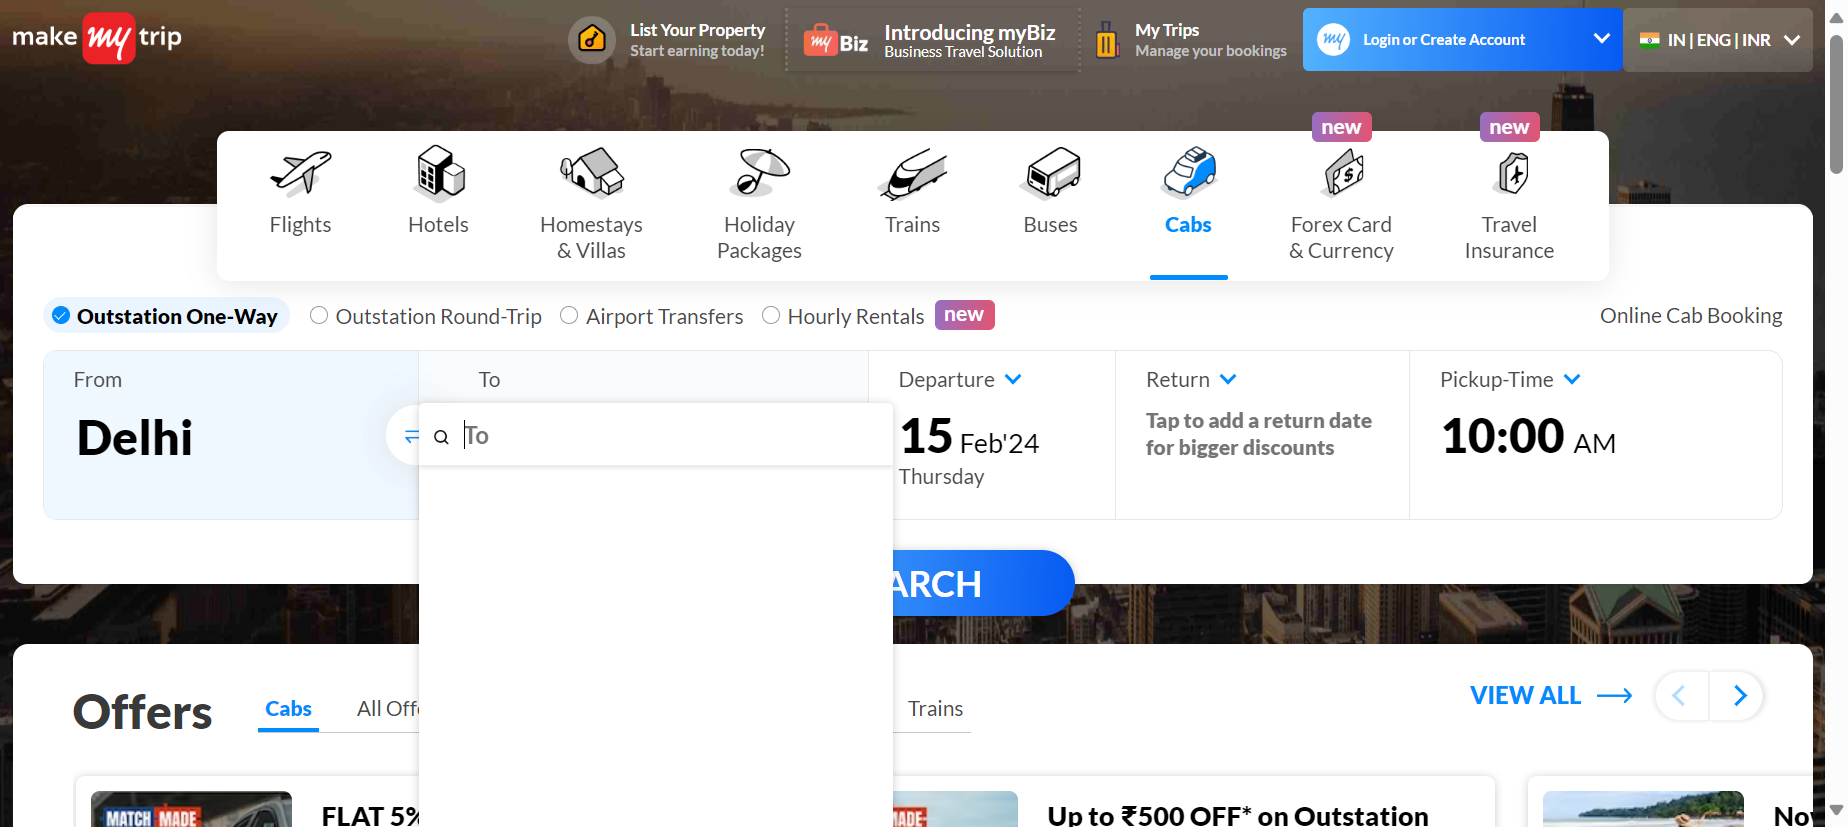 make my trip
List Your Property
Start earning today!
my Biz
Introducing myBiz
Business Travel Solution
My Trips
Manage your bookings
my Login or Create Account
IN | ENG | INR
new
new
Flights
Hotels
Homestays
& Villas
Holiday
Packages
Trains
Buses
Cabs
Forex Card
& Currency
Travel
Insurance
Outstation One-Way
Outstation Round-Trip
Airport Transfers
Hourly Rentals
new
Online Cab Booking
From
Delhi
To
To
Departure
15 Feb'24
Thursday
Return
Tap to add a return date
for bigger discounts
Pickup-Time
10:00 AM
ARCH
Offers
Cabs
All Offe
Trains
VIEW ALL
MATCH MADE
FLAT 5%
ADE
Up to ₹500 OFF* on Outstation
Nov